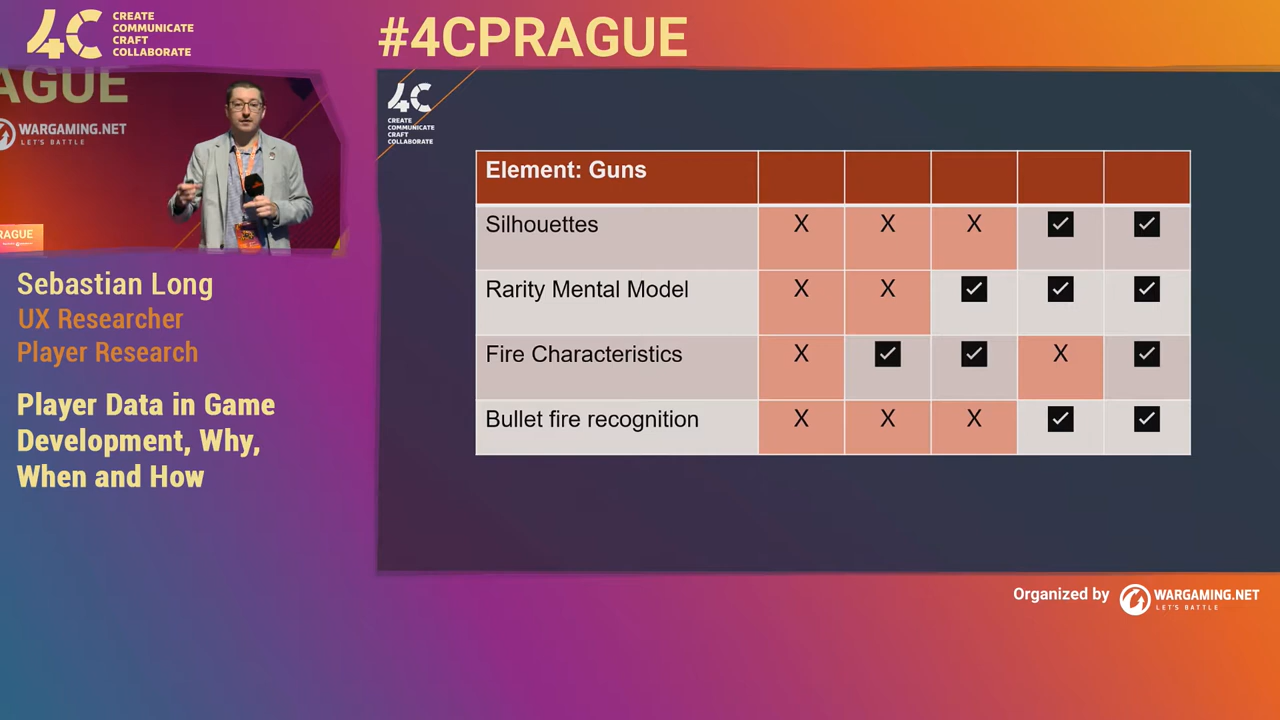 CREATE
COMMUNICATE
CRAFT
COLLABORATE
4C
#4CPRAGUE
AGUE
WARGAMING.NET
LET'S BATTLE
RAGUE
Sebastian Long
UX Researcher
Player Research
Player Data in Game
Development, Why,
When and How
4C
CREATE
COMMUNICATE
CRAFT
COLLABORATE
Element: Guns
Silhouettes X X X ✓ ✓
Rarity Mental Model X X ✓ ✓ ✓
Fire Characteristics X ✓ ✓ X ✓
Bullet fire recognition X X X ✓ ✓
Organized by WARGAMING.NET
LET'S BATTLE